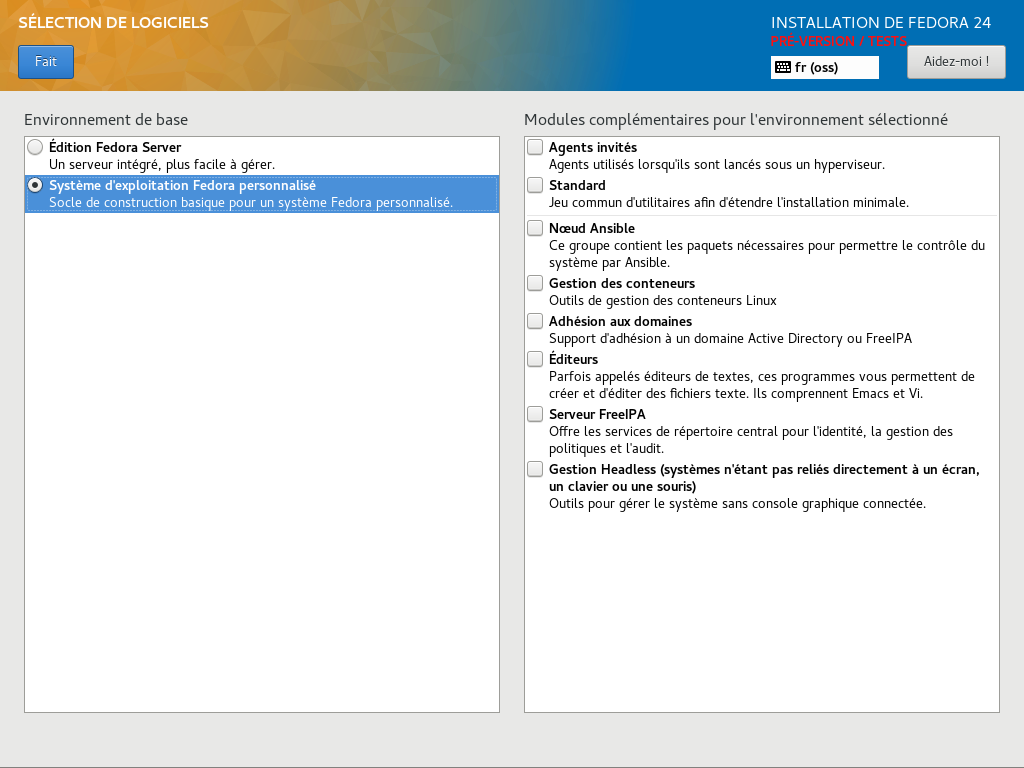 SÉLECTION DE LOGICIELS
INSTALLATION DE FEDORA 24
PRÉ-VERSION / TESTS
Fait
fr (oss)
Aidez-moi !
Environnement de base
Édition Fedora Server
Un serveur intégré, plus facile à gérer.
Système d'exploitation Fedora personnalisé
Socle de construction basique pour un système Fedora personnalisé.
Modules complémentaires pour l'environnement sélectionné
Agents invités
Agents utilisés lorsqu'ils sont lancés sous un hyperviseur.
Standard
Jeu commun d'utilitaires afin d'étendre l'installation minimale.
Nœud Ansible
Ce groupe contient les paquets nécessaires pour permettre le contrôle du
système par Ansible.
Gestion des conteneurs
Outils de gestion des conteneurs Linux
Adhésion aux domaines
Support d'adhésion à un domaine Active Directory ou FreeIPA
Éditeurs
Parfois appelés éditeurs de textes, ces programmes vous permettent de
créer et d'éditer des fichiers texte. Ils comprennent Emacs et Vi.
Serveur FreeIPA
Offre les services de répertoire central pour l'identité, la gestion des
politiques et l'audit.
Gestion Headless (systèmes n'étant pas reliés directement à un écran,
un clavier ou une souris)
Outils pour gérer le système sans console graphique connectée.